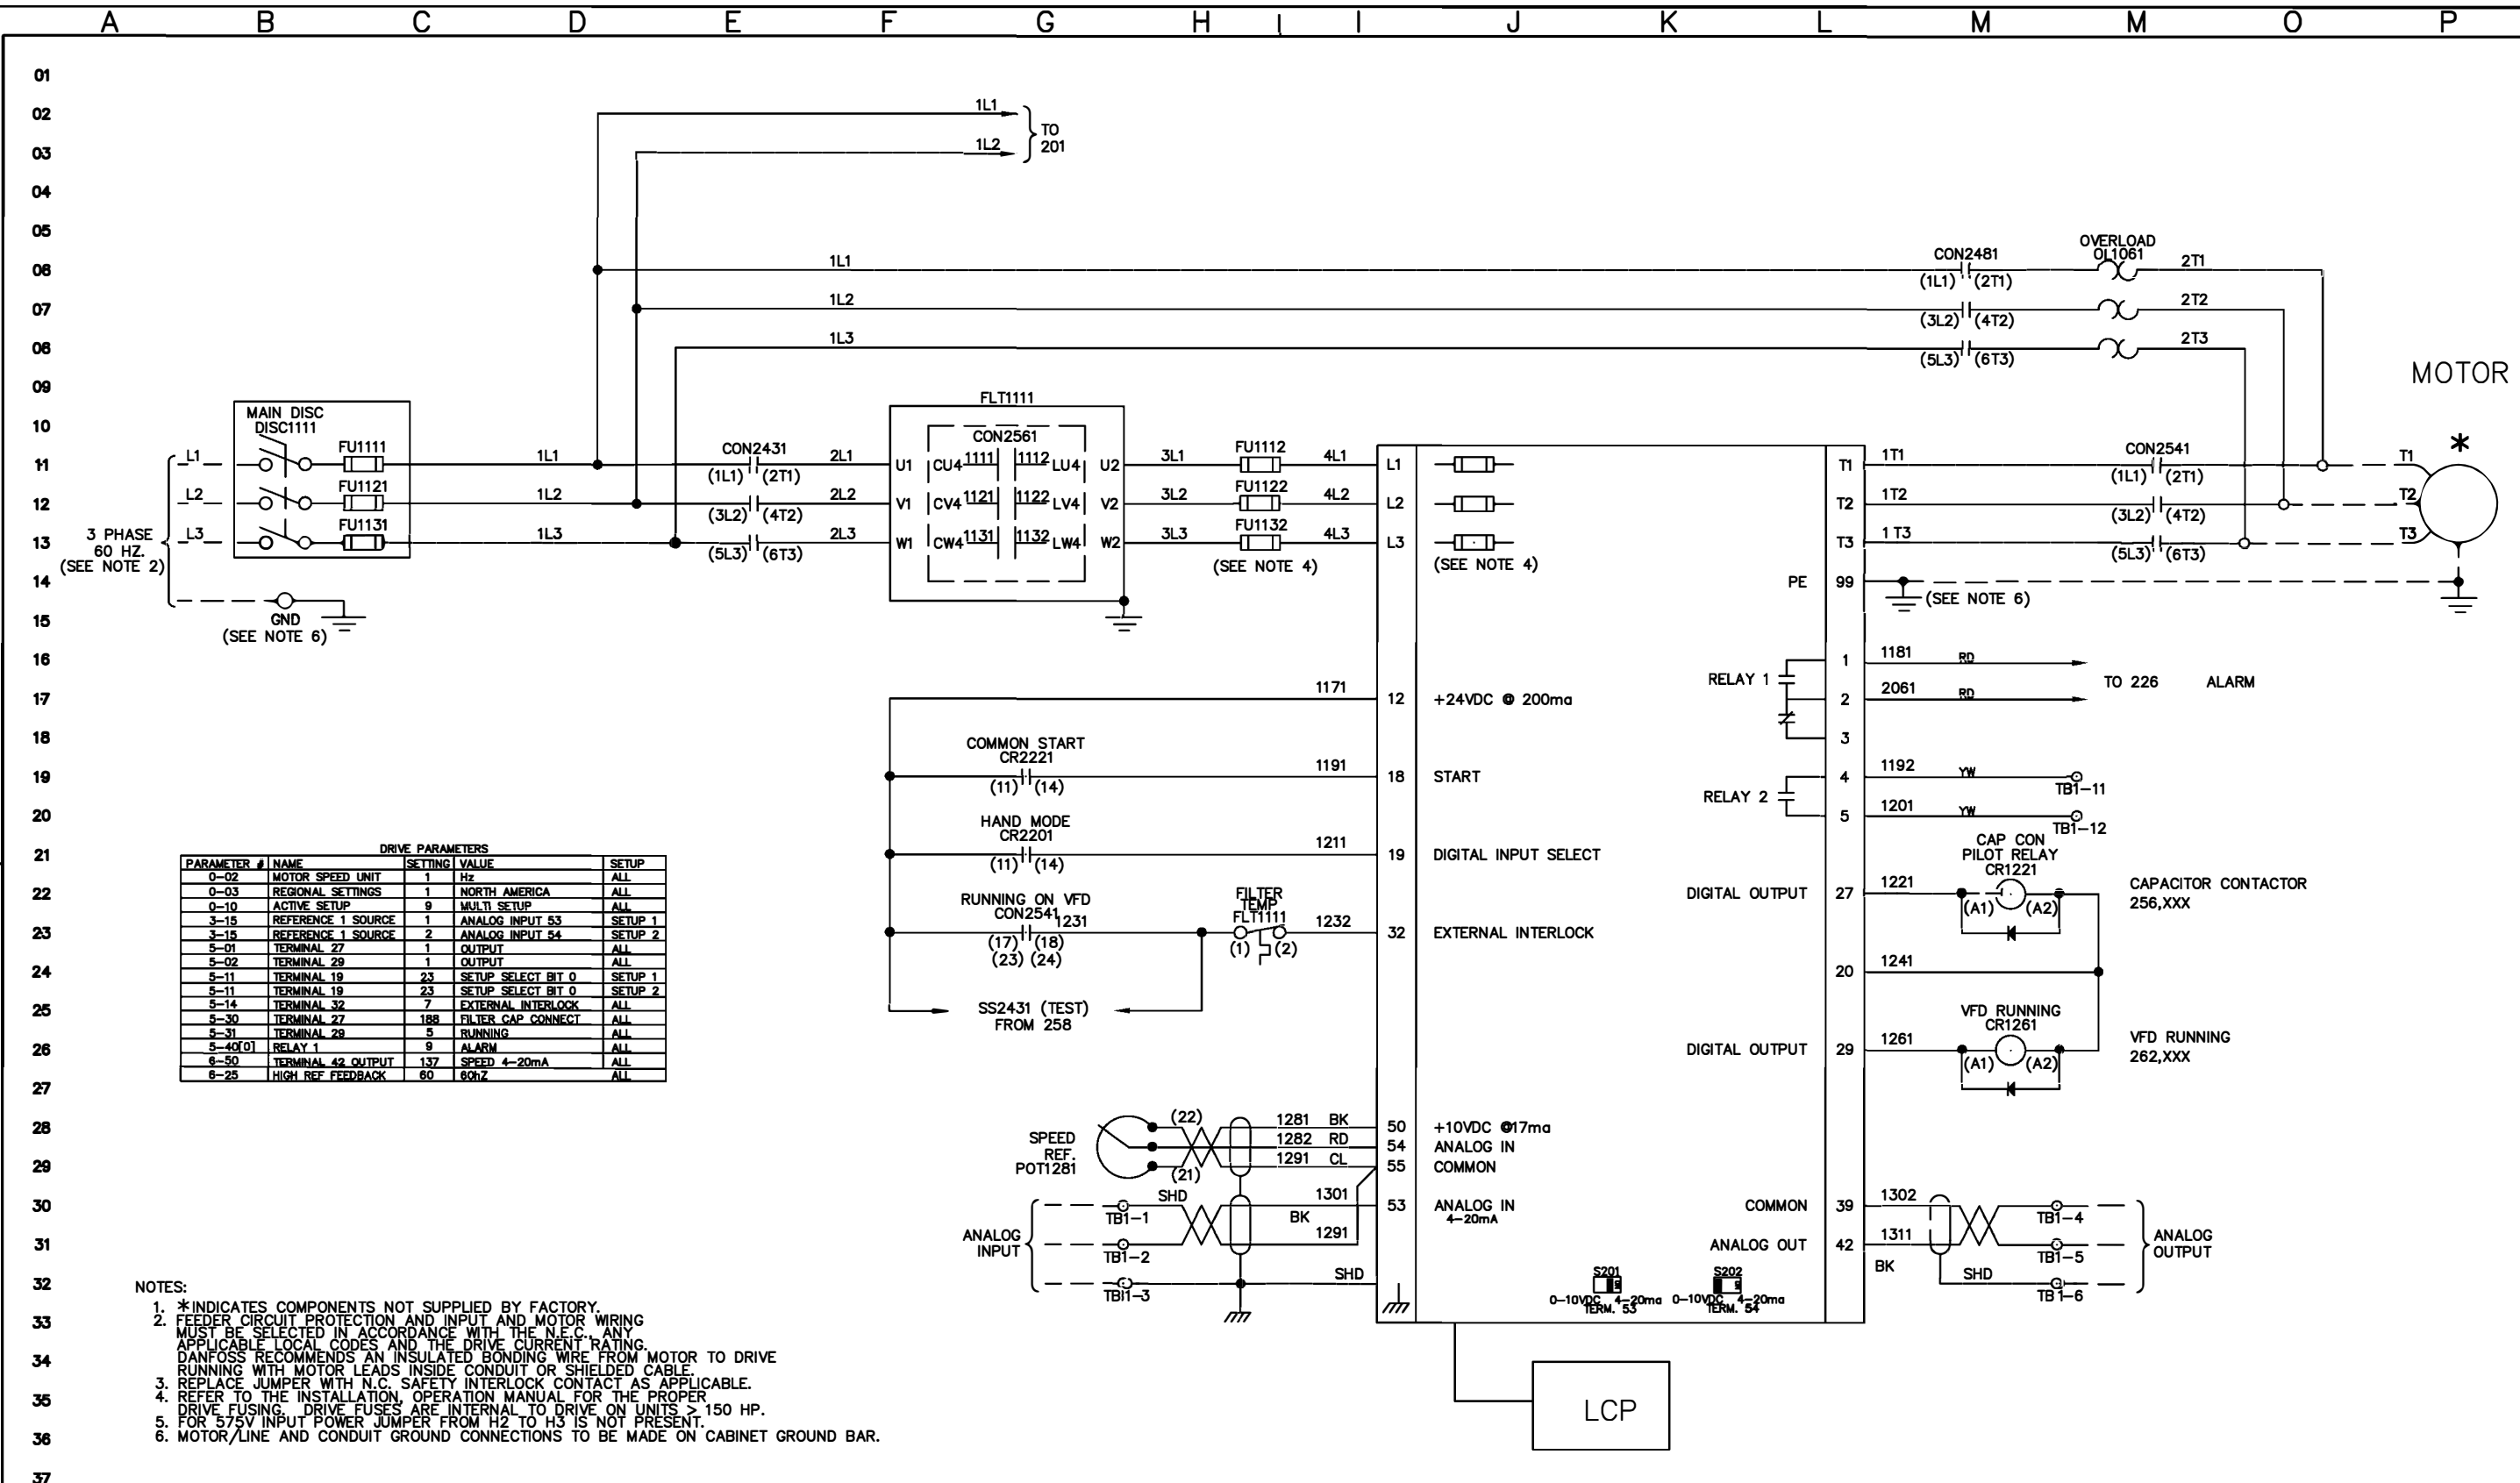 A B C D E F G H I I J K L M M O P
01
02
03
04
05
06
07
08
09
10
11
12
13
14
15
16
17
18
19
20
21
22
23
24
25
26
27
28
29
30
31
32
33
34
35
36
37
1L1
1L2
TO
201
1L1
1L2
1L3
CON2481
(1L1) (2T1)
(3L2) (4T2)
(5L3) (6T3)
OVERLOAD
OL1061
2T1
2T2
2T3
MOTOR
*
MAIN DISC
DISC1111
FU1111
FU1121
FU1131
L1
L2
L3
3 PHASE
60 HZ.
(SEE NOTE 2)
GND
(SEE NOTE 6)
1L1
1L2
1L3
CON2431
(1L1) (2T1)
(3L2) (4T2)
(5L3) (6T3)
2L1
2L2
2L3
FLT1111
CON2561
U1 CU4 1111 1112 LU4 U2
V1 CV4 1121 1122 LV4 V2
W1 CW4 1131 1132 LW4 W2
3L1 FU1112 4L1
3L2 FU1122 4L2
3L3 FU1132 4L3
(SEE NOTE 4)
L1
L2
L3
(SEE NOTE 4)
T1 1T1
T2 1T2
T3 1T3
CON2541
(1L1) (2T1)
(3L2) (4T2)
(5L3) (6T3)
T1
T2
T3
PE 99
(SEE NOTE 6)
1171 12 +24VDC @ 200ma
COMMON START
CR2221
(11) (14)
1191 18 START
HAND MODE
CR2201
(11) (14)
1211 19 DIGITAL INPUT SELECT
RUNNING ON VFD
CON2541
1231
(17) (18)
(23) (24)
FILTER
TEMP
FLT1111
(1) (2)
1232 32 EXTERNAL INTERLOCK
SS2431 (TEST)
FROM 258
RELAY 1
1 1181 RD
2 2061 RD
3
TO 226 ALARM
RELAY 2
4 1192 YW TB1-11
5 1201 YW TB1-12
CAP CON
PILOT RELAY
CR1221
(A1) (A2)
DIGITAL OUTPUT 27 1221
CAPACITOR CONTACTOR
256,XXX
20 1241
VFD RUNNING
CR1261
(A1) (A2)
DIGITAL OUTPUT 29 1261
VFD RUNNING
262,XXX
DRIVE PARAMETERS
PARAMETER # NAME SETTING VALUE SETUP
0-02 MOTOR SPEED UNIT 1 Hz ALL
0-03 REGIONAL SETTINGS 1 NORTH AMERICA ALL
0-10 ACTIVE SETUP 9 MULTI SETUP ALL
3-15 REFERENCE 1 SOURCE 1 ANALOG INPUT 53 SETUP 1
3-15 REFERENCE 1 SOURCE 2 ANALOG INPUT 54 SETUP 2
5-01 TERMINAL 27 1 OUTPUT ALL
5-02 TERMINAL 29 1 OUTPUT ALL
5-11 TERMINAL 19 23 SETUP SELECT BIT 0 SETUP 1
5-11 TERMINAL 19 23 SETUP SELECT BIT 0 SETUP 2
5-14 TERMINAL 32 7 EXTERNAL INTERLOCK ALL
5-30 TERMINAL 27 188 FILTER CAP CONNECT ALL
5-31 TERMINAL 29 5 RUNNING ALL
5-40[0] RELAY 1 9 ALARM ALL
6-50 TERMINAL 42 OUTPUT 137 SPEED 4-20mA ALL
6-25 HIGH REF FEEDBACK 60 60hZ ALL
SPEED
REF.
POT1281
(22)
(21)
1281 BK 50 +10VDC @17ma
1282 RD 54 ANALOG IN
1291 CL 55 COMMON
SHD
ANALOG
INPUT
TB1-1
TB1-2
TB1-3
1301 53 ANALOG IN
4-20mA
BK
1291
SHD
COMMON 39 1302
ANALOG OUT 42 1311
BK
SHD
TB1-4
TB1-5
TB1-6
ANALOG
OUTPUT
S201
0-10VDC 4-20ma
TERM. 53
S202
0-10VDC 4-20ma
TERM. 54
LCP
NOTES:
1. *INDICATES COMPONENTS NOT SUPPLIED BY FACTORY.
2. FEEDER CIRCUIT PROTECTION AND INPUT AND MOTOR WIRING
MUST BE SELECTED IN ACCORDANCE WITH THE N.E.C., ANY
APPLICABLE LOCAL CODES AND THE DRIVE CURRENT RATING.
DANFOSS RECOMMENDS AN INSULATED BONDING WIRE FROM MOTOR TO DRIVE
RUNNING WITH MOTOR LEADS INSIDE CONDUIT OR SHIELDED CABLE.
3. REPLACE JUMPER WITH N.C. SAFETY INTERLOCK CONTACT AS APPLICABLE.
4. REFER TO THE INSTALLATION, OPERATION MANUAL FOR THE PROPER
DRIVE FUSING. DRIVE FUSES ARE INTERNAL TO DRIVE ON UNITS > 150 HP.
5. FOR 575V INPUT POWER JUMPER FROM H2 TO H3 IS NOT PRESENT.
6. MOTOR/LINE AND CONDUIT GROUND CONNECTIONS TO BE MADE ON CABINET GROUND BAR.